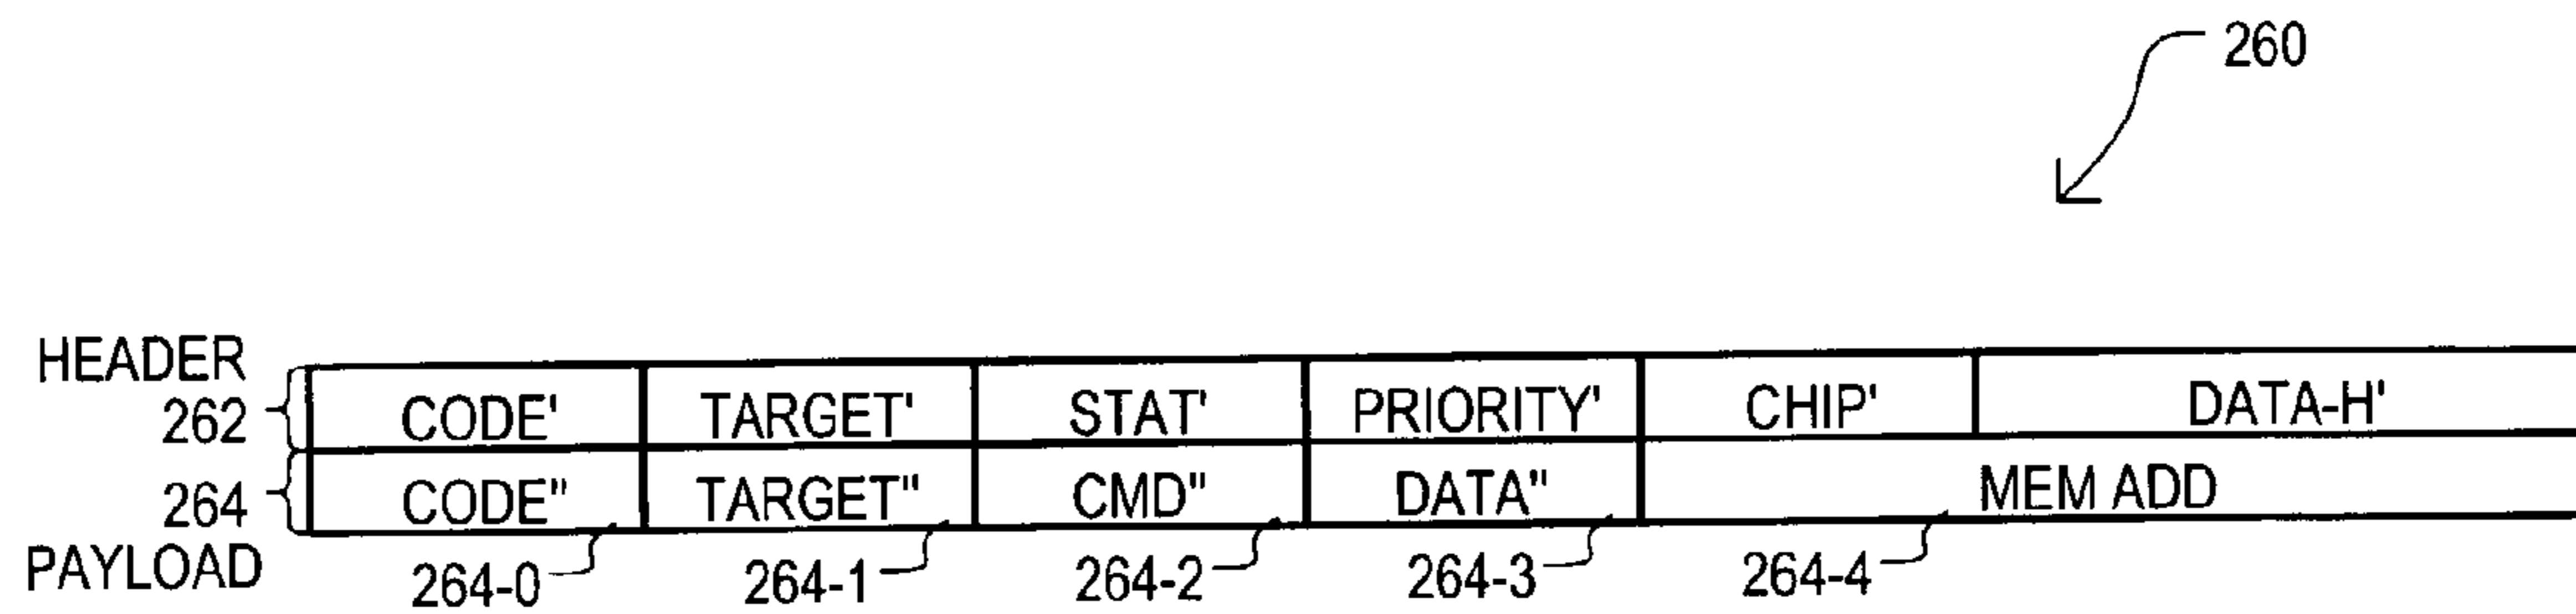 260
HEADER
262
CODE' TARGET' STAT' PRIORITY' CHIP' DATA-H'
264
CODE" TARGET" CMD" DATA" MEM ADD
PAYLOAD
264-0 264-1 264-2 264-3 264-4